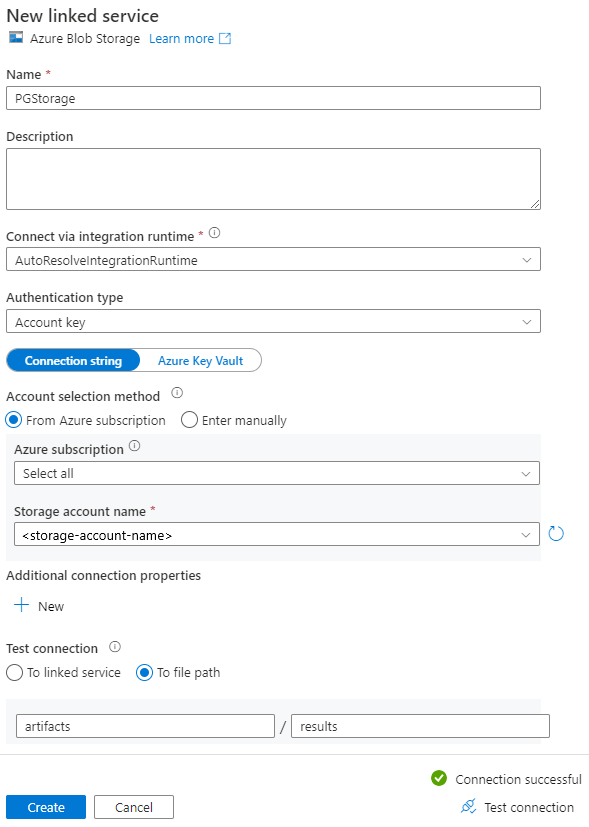 New linked service
Azure Blob Storage Learn more
Name *
PGStorage
Description
Connect via integration runtime *
AutoResolveIntegrationRuntime
Authentication type
Account key
Connection string Azure Key Vault
Account selection method
From Azure subscription Enter manually
Azure subscription
Select all
Storage account name *
<storage-account-name>
Additional connection properties
+ New
Test connection
To linked service To file path
artifacts / results
Connection successful
Create Cancel Test connection